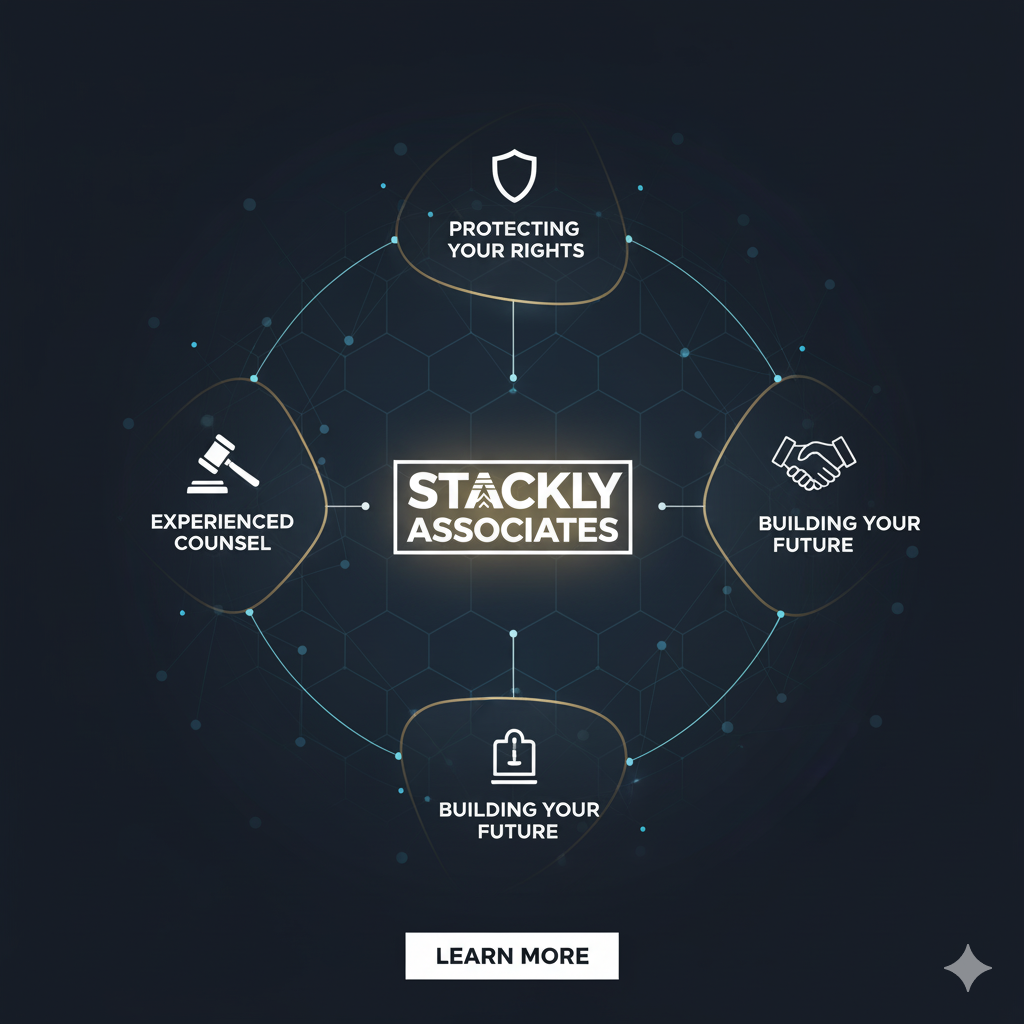 PROTECTING
YOUR RIGHTS
EXPERIENCED
COUNSEL
STACKLY
ASSOCIATES
BUILDING YOUR
FUTURE
BUILDING YOUR
FUTURE
LEARN MORE